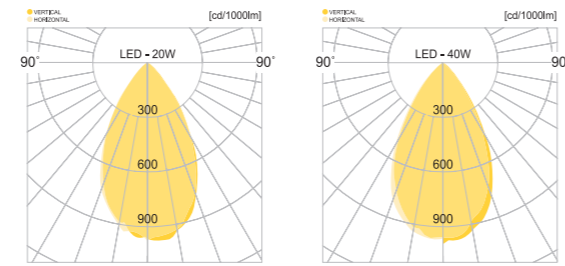 VERTICAL
HORIZONTAL
[cd/1000lm]
LED - 20W
90°
90°
300
600
900
VERTICAL
HORIZONTAL
[cd/1000lm]
LED - 40W
90°
90
300
600
900